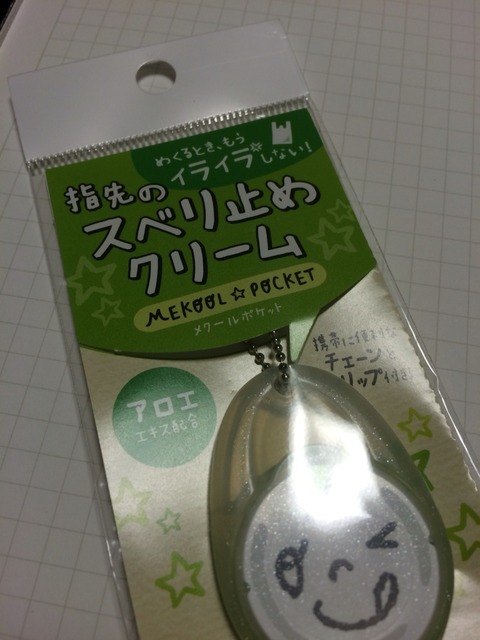 めくるとき、もう
イライラしない!
指先の
スベリ止め
クリーム
MEKOOL☆POCKET
メクールポケット
携帯に便利な
チェーンと
クリップ付き
アロエ
エキス配合